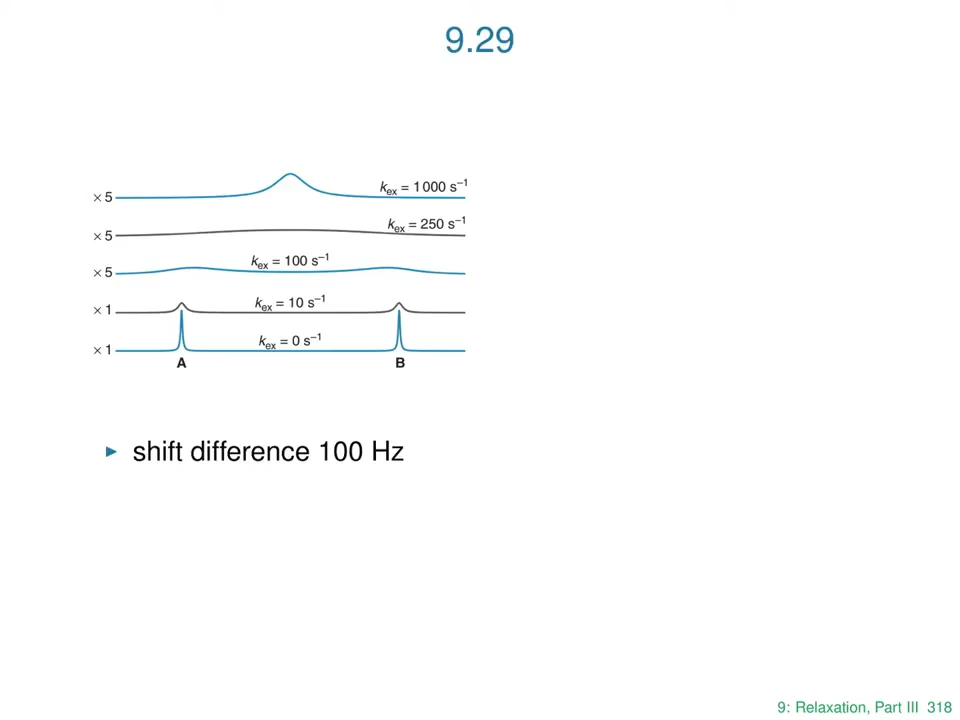 9.29
× 5
k_ex = 1 000 s⁻¹
× 5
k_ex = 250 s⁻¹
× 5
k_ex = 100 s⁻¹
× 1
k_ex = 10 s⁻¹
× 1
k_ex = 0 s⁻¹
A B
▸ shift difference 100 Hz
9: Relaxation, Part III 318